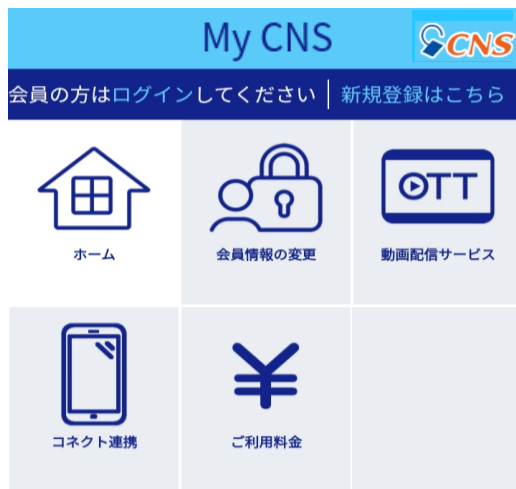 My CNS
CNS
会員の方はログインしてください
新規登録はこちら
OTT
ホーム
会員情報の変更
動画配信サービス
コネクト連携
ご利用料金